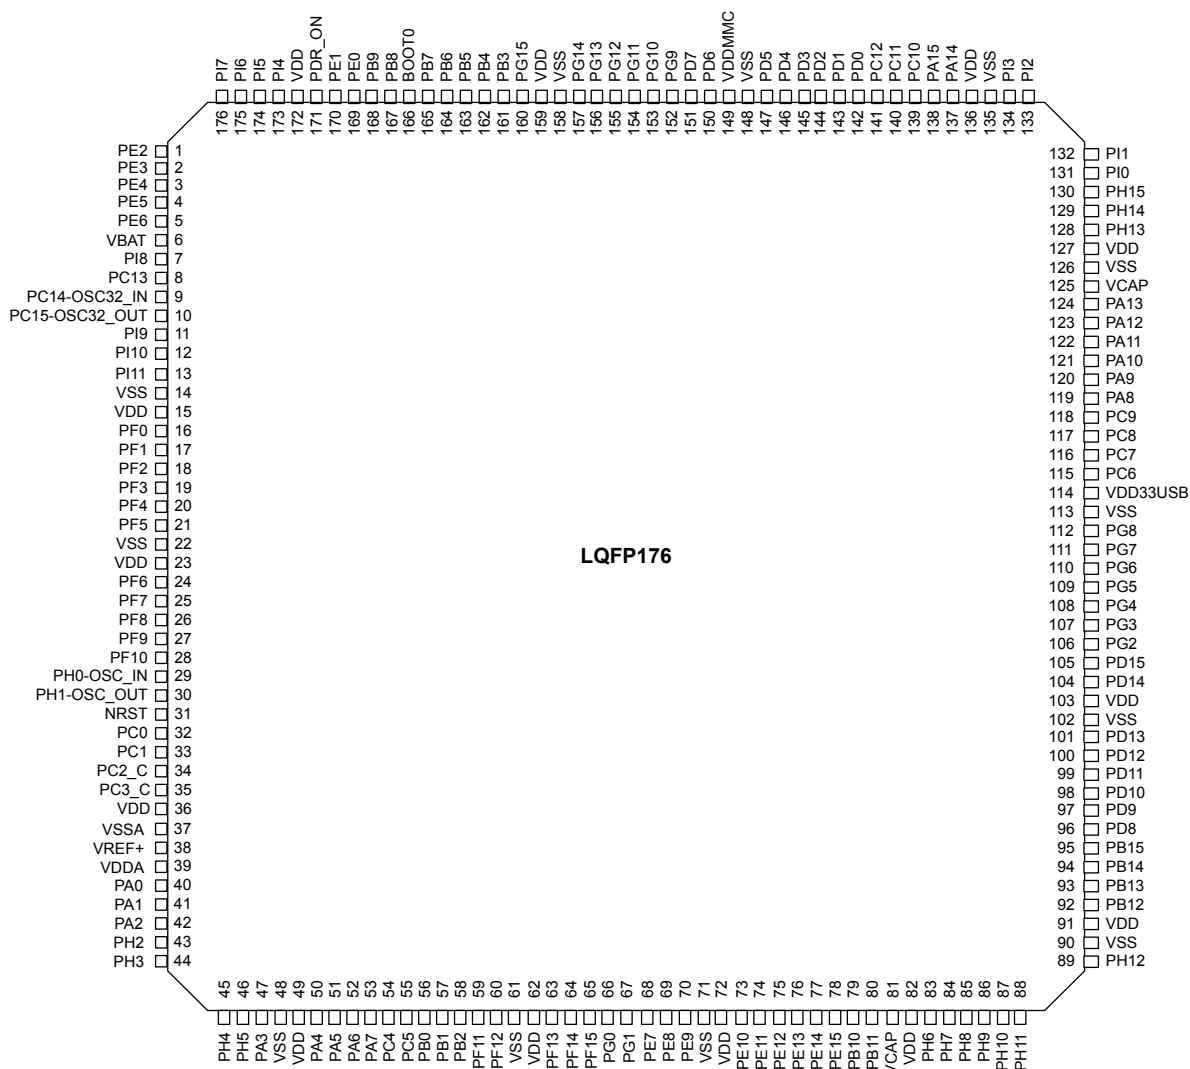 PI7 PI6 PI5 PI4 VDD PDR_ON PE1 PE0 PB9 PB8 BOOT0 PB7 PB6 PB5 PB4 PB3 PG15 VDD VSS PG14 PG13 PG12 PG11 PG10 PG9 PD7 PD6 VDDMMC VSS PD5 PD4 PD3 PD2 PD1 PD0 PC12 PC11 PC10 PA15 PA14 VDD VSS PI3 PI2
176 175 174 173 172 171 170 169 168 167 166 165 164 163 162 161 160 159 158 157 156 155 154 153 152 151 150 149 148 147 146 145 144 143 142 141 140 139 138 137 136 135 134 133
PE2 1
PE3 2
PE4 3
PE5 4
PE6 5
VBAT 6
PI8 7
PC13 8
PC14-OSC32_IN 9
PC15-OSC32_OUT 10
PI9 11
PI10 12
PI11 13
VSS 14
VDD 15
PF0 16
PF1 17
PF2 18
PF3 19
PF4 20
PF5 21
VSS 22
VDD 23
PF6 24
PF7 25
PF8 26
PF9 27
PF10 28
PH0-OSC_IN 29
PH1-OSC_OUT 30
NRST 31
PC0 32
PC1 33
PC2_C 34
PC3_C 35
VDD 36
VSSA 37
VREF+ 38
VDDA 39
PA0 40
PA1 41
PA2 42
PH2 43
PH3 44
LQFP176
132 PI1
131 PI0
130 PH15
129 PH14
128 PH13
127 VDD
126 VSS
125 VCAP
124 PA13
123 PA12
122 PA11
121 PA10
120 PA9
119 PA8
118 PC9
117 PC8
116 PC7
115 PC6
114 VDD33USB
113 VSS
112 PG8
111 PG7
110 PG6
109 PG5
108 PG4
107 PG3
106 PG2
105 PD15
104 PD14
103 VDD
102 VSS
101 PD13
100 PD12
99 PD11
98 PD10
97 PD9
96 PD8
95 PB15
94 PB14
93 PB13
92 PB12
91 VDD
90 VSS
89 PH12
45 46 47 48 49 50 51 52 53 54 55 56 57 58 59 60 61 62 63 64 65 66 67 68 69 70 71 72 73 74 75 76 77 78 79 80 81 82 83 84 85 86 87 88
PH4 PH5 PA3 VSS VDD PA4 PA5 PA6 PA7 PC4 PC5 PB0 PB1 PB2 PF11 PF12 VSS VDD PF13 PF14 PF15 PG0 PG1 PE7 PE8 PE9 VSS VDD PE10 PE11 PE12 PE13 PE14 PE15 PB10 PB11 VCAP VDD PH6 PH7 PH8 PH9 PH10 PH11